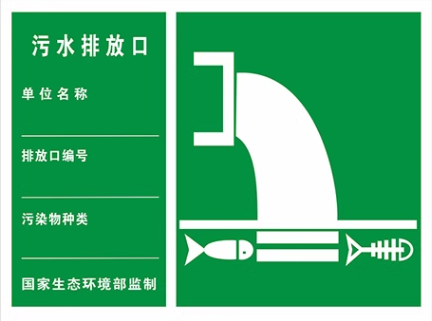 污水排放口
单位名称
排放口编号
污染物种类
国家生态环境部监制